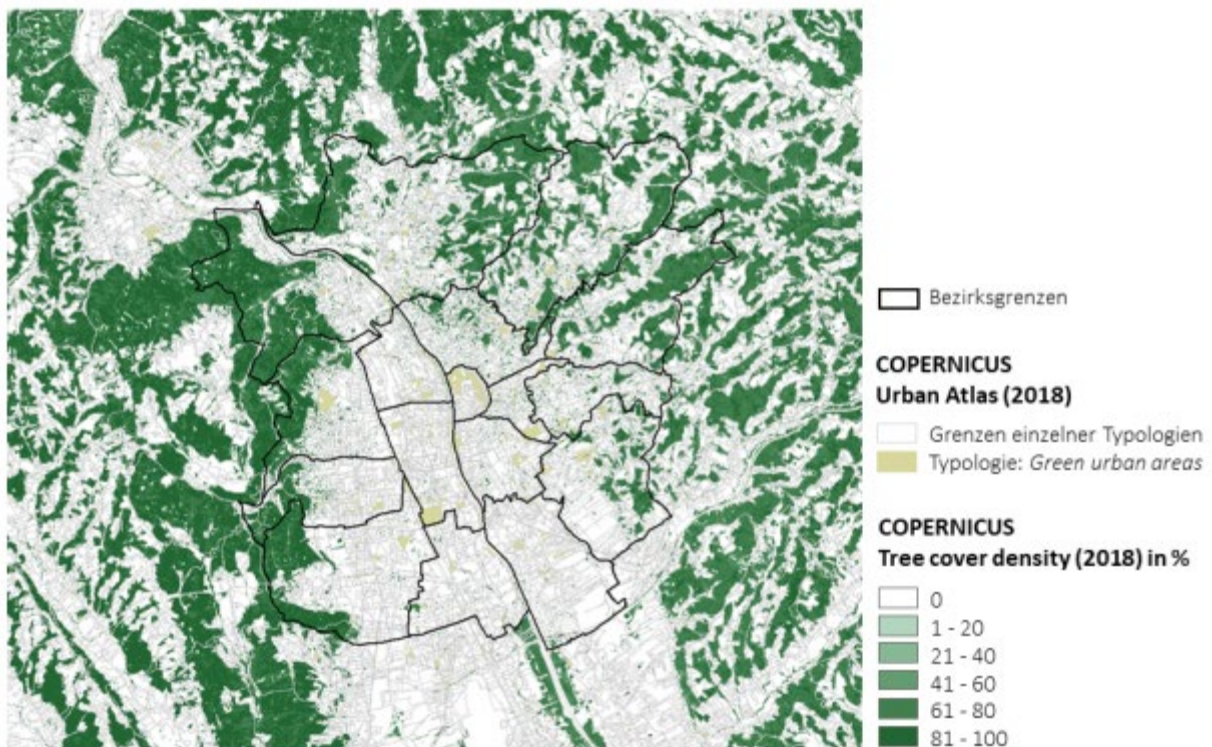 Bezirksgrenzen
COPERNICUS
Urban Atlas (2018)
Grenzen einzelner Typologien
Typologie: Green urban areas
COPERNICUS
Tree cover density (2018) in %
0
1 - 20
21 - 40
41 - 60
61 - 80
81 - 100